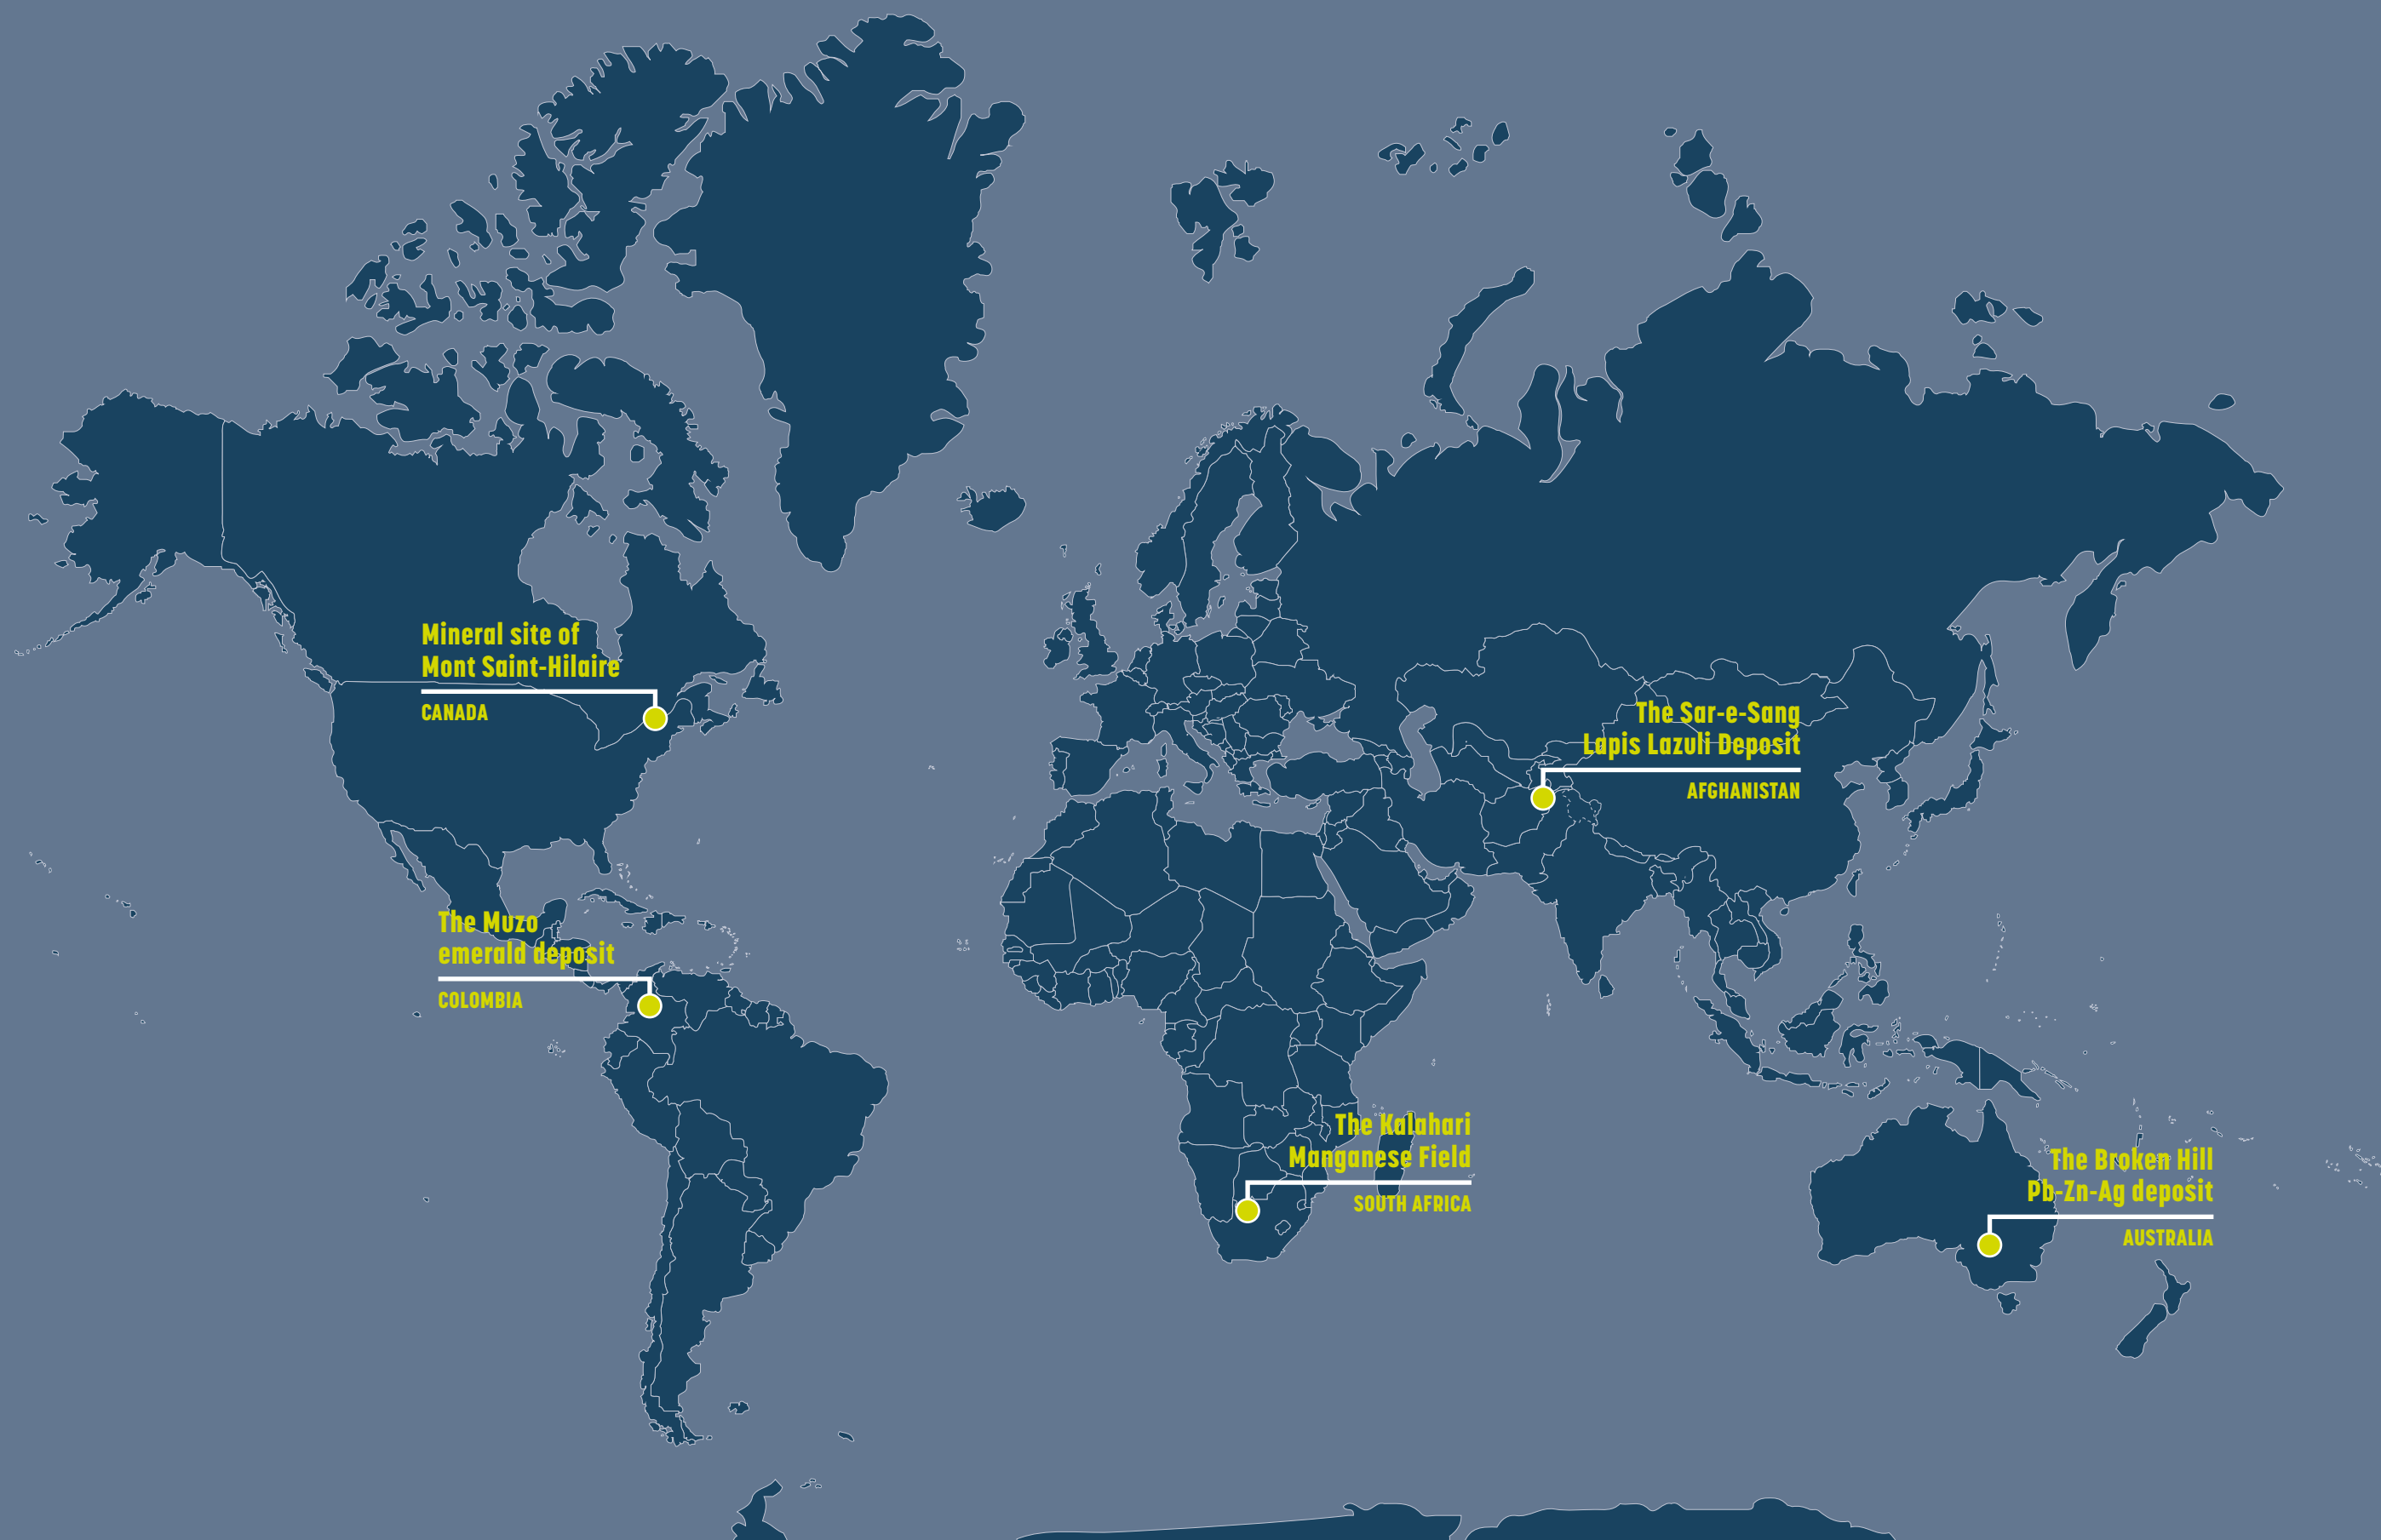 Mineral site of
Mont Saint-Hilaire
CANADA
The Sar-e-Sang
Lapis Lazuli Deposit
AFGHANISTAN
The Muzo
emerald deposit
COLOMBIA
The Kalahari
Manganese Field
SOUTH AFRICA
The Broken Hill
Pb-Zn-Ag deposit
AUSTRALIA